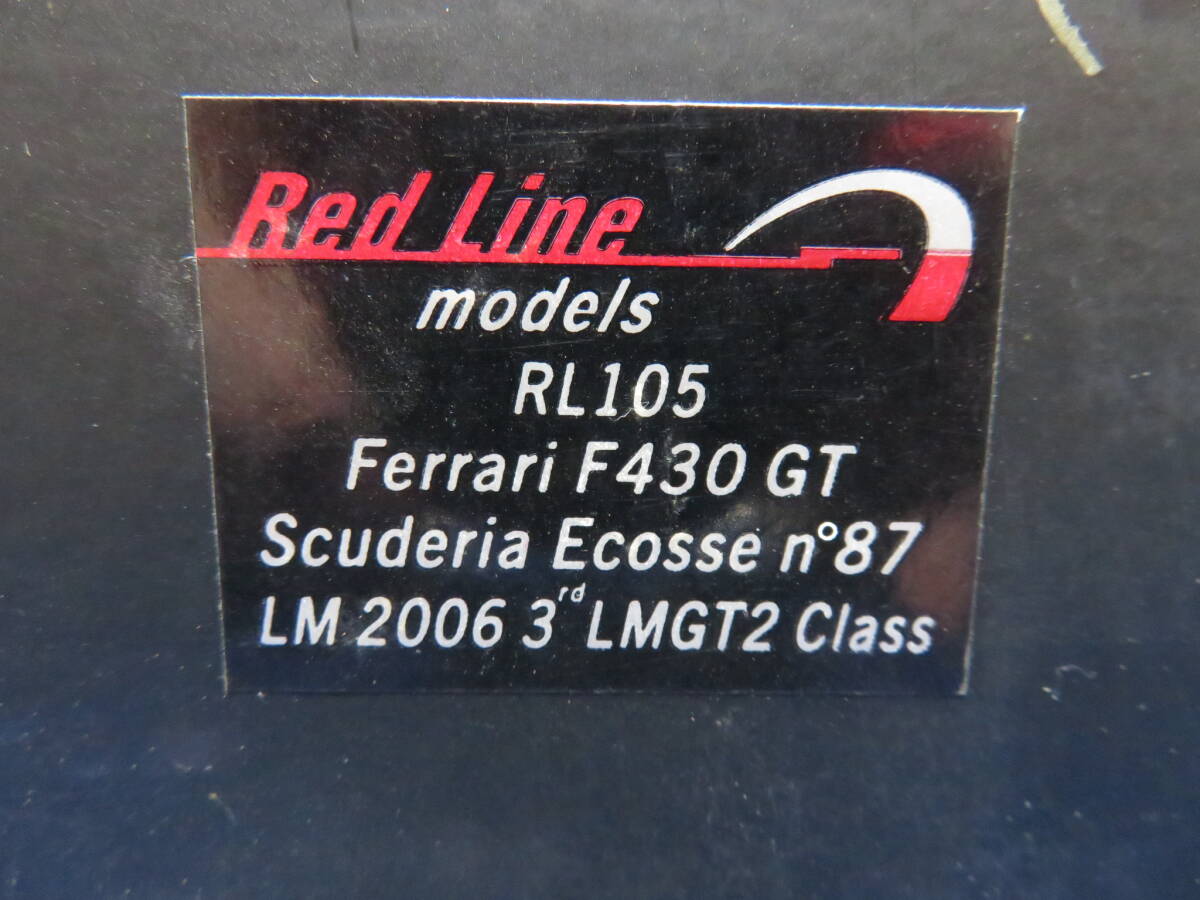 Red Line
models
RL105
Ferrari F430 GT
Scuderia Ecosse n°87
LM 2006 3rd LMGT2 Class